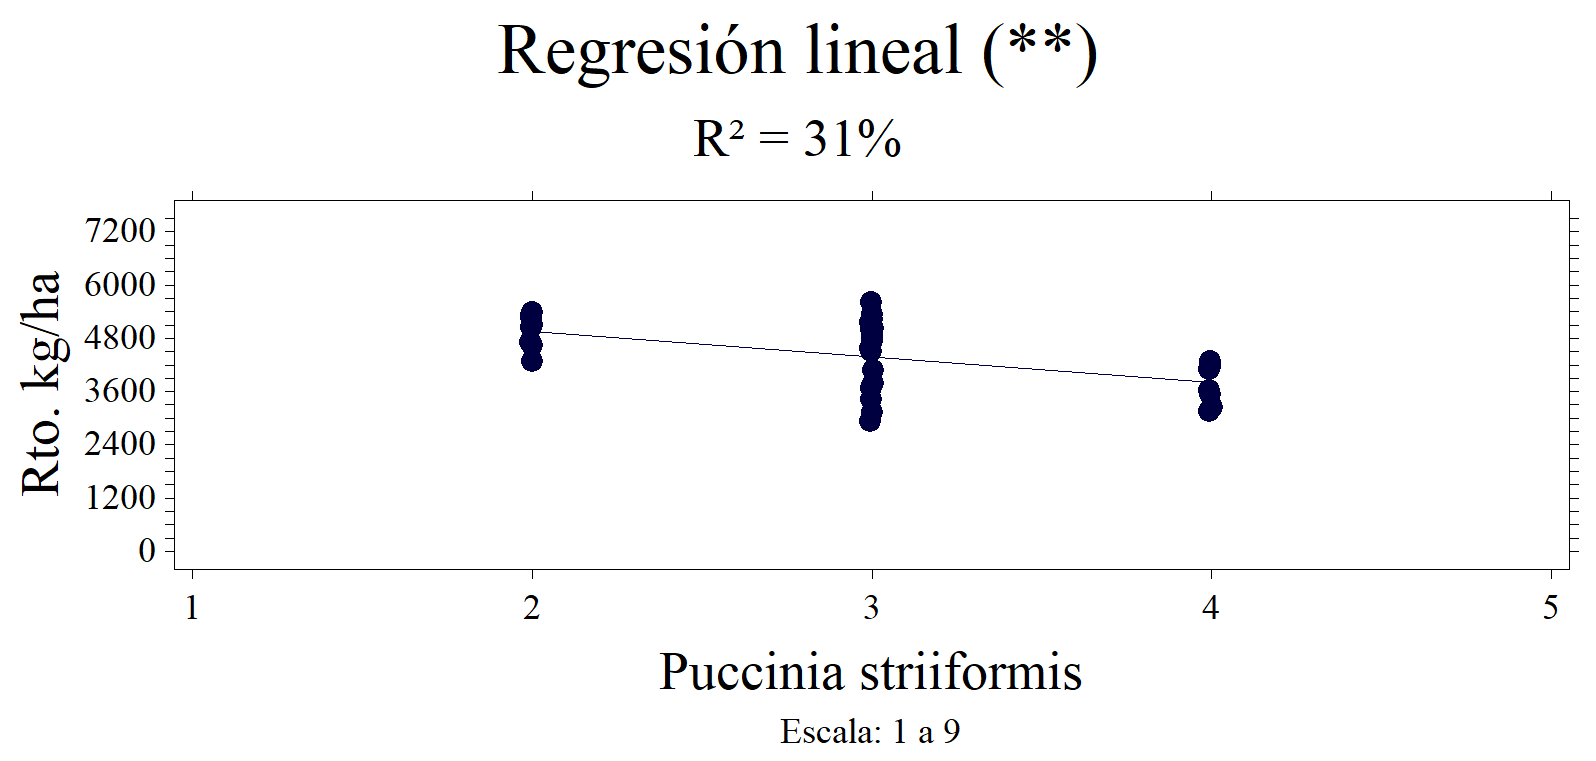 Regresión lineal (**)
R² = 31%
7200
6000
4800
3600
2400
1200
0
Rto. kg/ha
1 2 3 4 5
Puccinia striiformis
Escala: 1 a 9